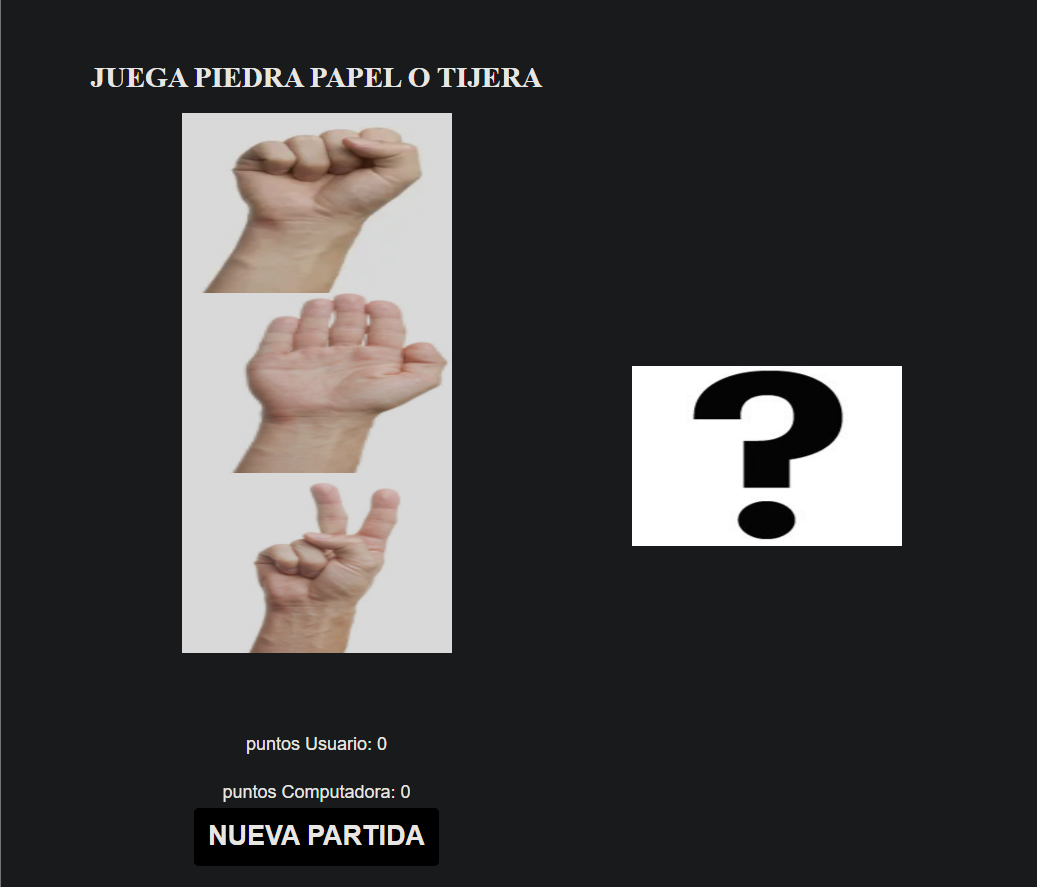 JUEGA PIEDRA PAPEL O TIJERA
?
puntos Usuario: 0
puntos Computadora: 0
NUEVA PARTIDA